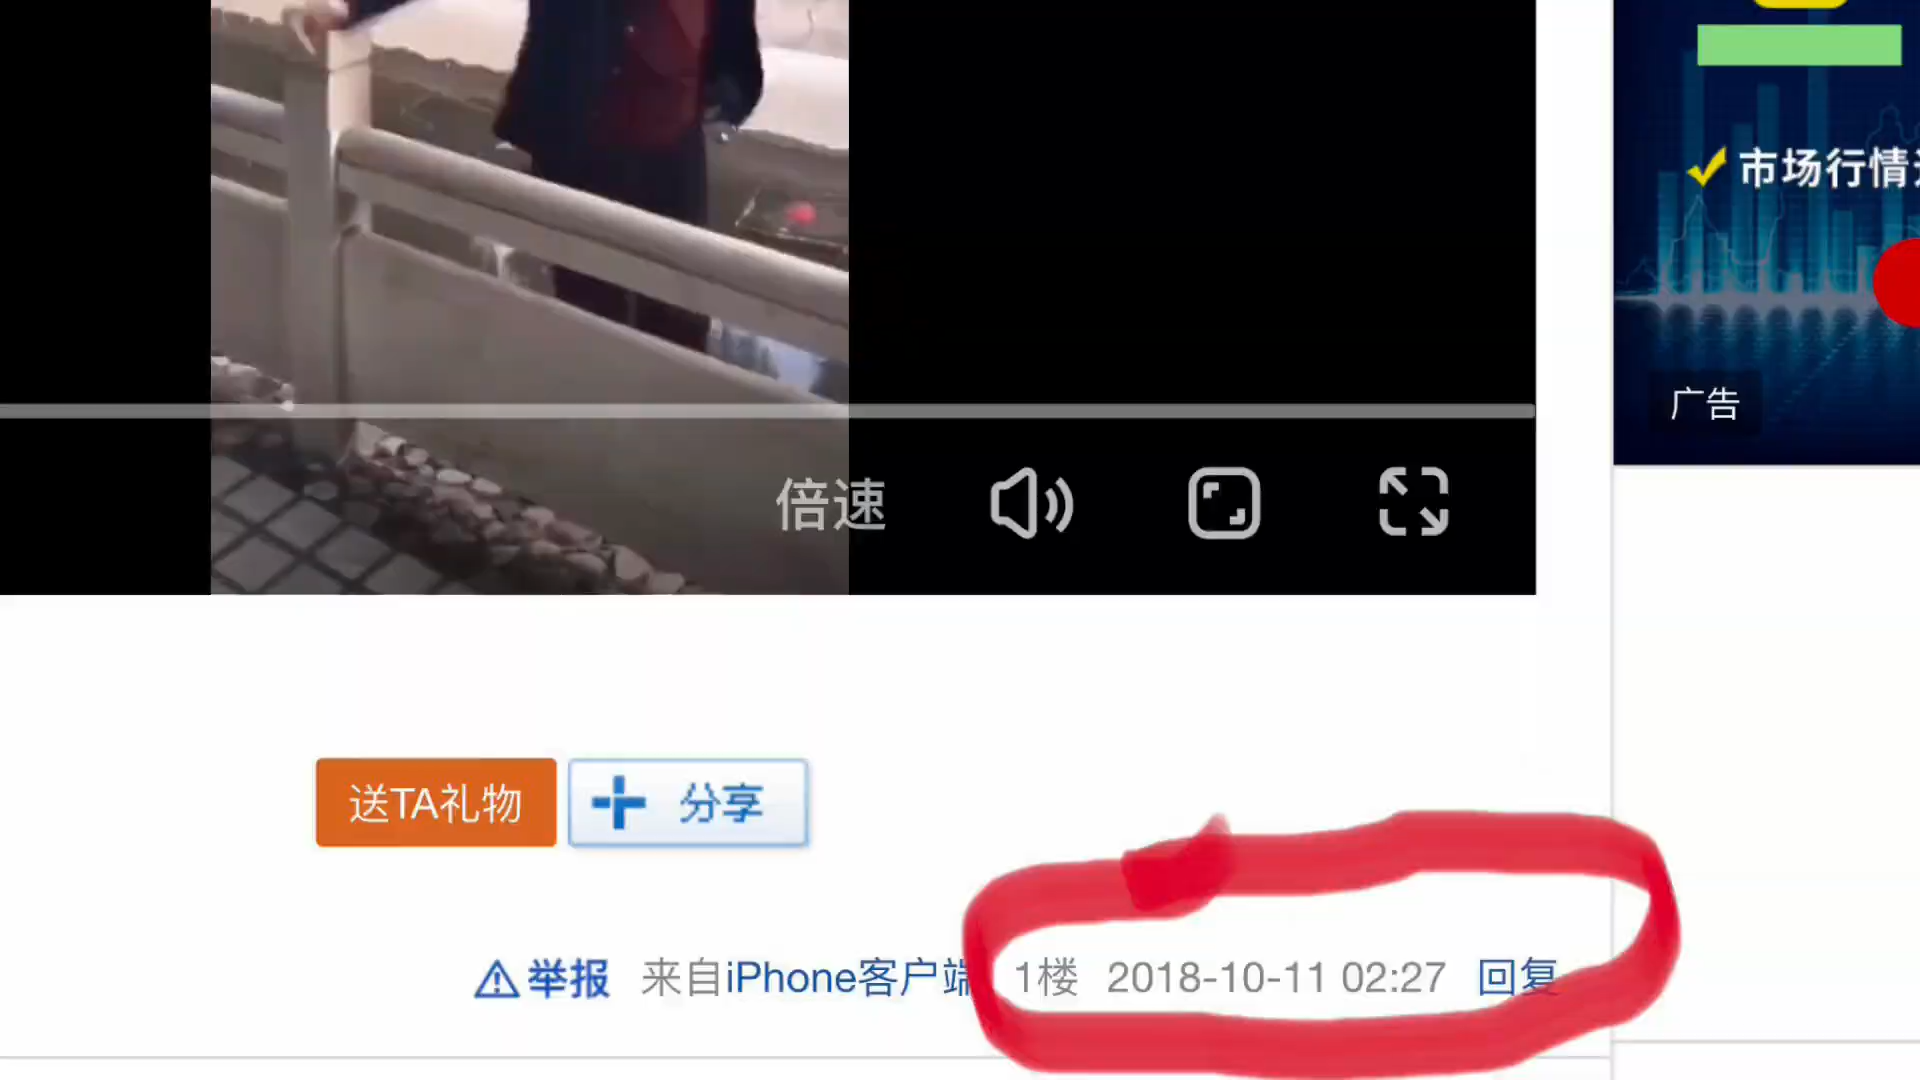 市场行情
广告
倍速
送TA礼物
分享
举报 来自iPhone客户端 1楼 2018-10-11 02:27 回复